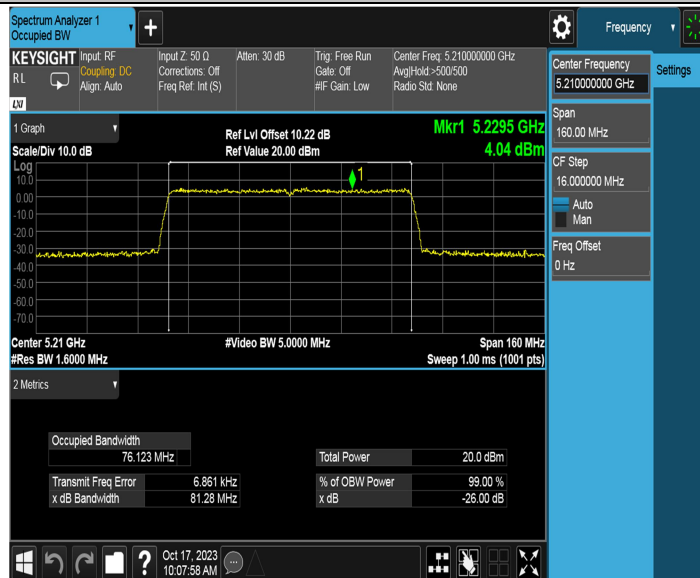 Spectrum Analyzer 1
Occupied BW
+
Frequency
KEYSIGHT
RL
LXI
Input: RF
Coupling: DC
Align: Auto
Input Z: 50 Ω
Corrections: Off
Freq Ref: Int (S)
Atten: 30 dB
Trig: Free Run
Gate: Off
#IF Gain: Low
Center Freq: 5.210000000 GHz
Avg|Hold:>500/500
Radio Std: None
Center Frequency
5.210000000 GHz
Settings
Span
160.00 MHz
CF Step
16.000000 MHz
Auto
Man
Freq Offset
0 Hz
1 Graph
Ref Lvl Offset 10.22 dB
Mkr1 5.2295 GHz
Scale/Div 10.0 dB
Ref Value 20.00 dBm
4.04 dBm
Log
10.0
0.00
-10.0
-20.0
-30.0
-40.0
-50.0
-60.0
-70.0
1
Center 5.21 GHz
#Video BW 5.0000 MHz
Span 160 MHz
#Res BW 1.6000 MHz
Sweep 1.00 ms (1001 pts)
2 Metrics
Occupied Bandwidth
76.123 MHz
Total Power
20.0 dBm
Transmit Freq Error
6.861 kHz
% of OBW Power
99.00 %
x dB Bandwidth
81.28 MHz
x dB
-26.00 dB
?
Oct 17, 2023
10:07:58 AM